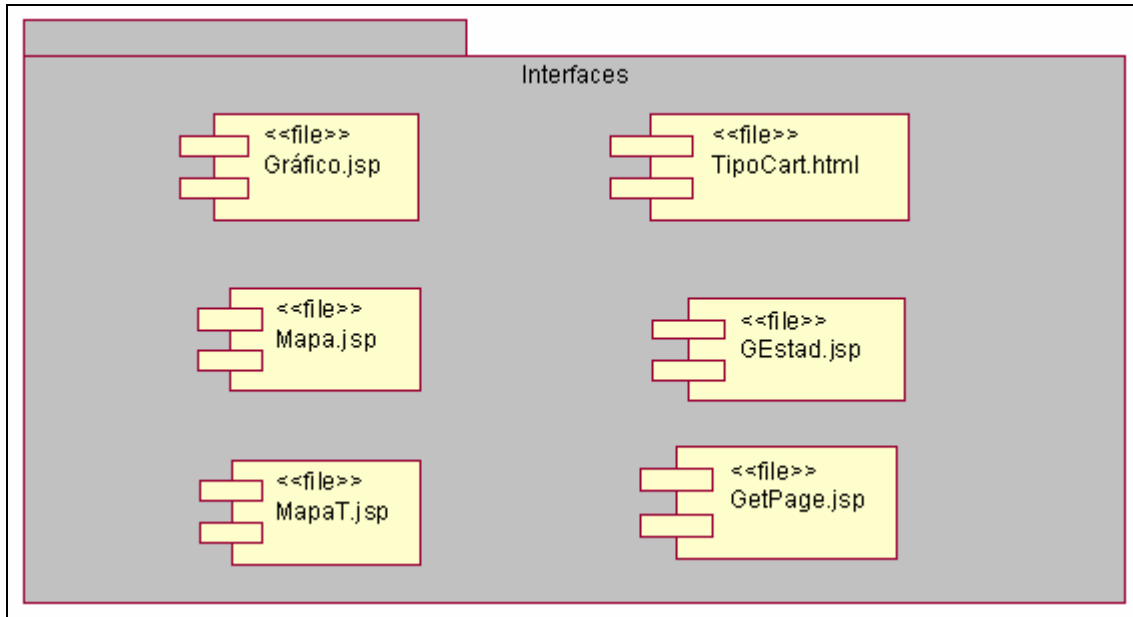 Interfaces
<<file>>
Gráfico.jsp
<<file>>
TipoCart.html
<<file>>
Mapa.jsp
<<file>>
GEstad.jsp
<<file>>
MapaT.jsp
<<file>>
GetPage.jsp